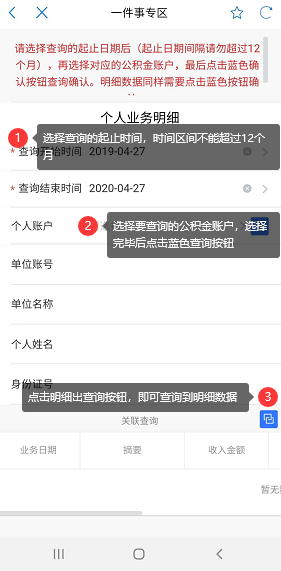 一件事专区
请选择查询的起止日期后（起止日期间隔请勿超过12
个月），再选择对应的公积金账户，最后点击蓝色确
认按钮查询确认。明细数据同样需要点击蓝色按钮确
个人业务明细
1 选择查询的起止时间，时间区间不能超过12个
月
* 查询开始时间 2019-04-27
* 查询结束时间 2020-04-27
个人账户
2 选择要查询的公积金账户，选择
完毕后点击蓝色查询按钮
单位账号
单位名称
个人姓名
身份证号
点击明细出查询按钮，即可查询到明细数据 3
关联查询
业务日期 摘要 收入金额
暂无